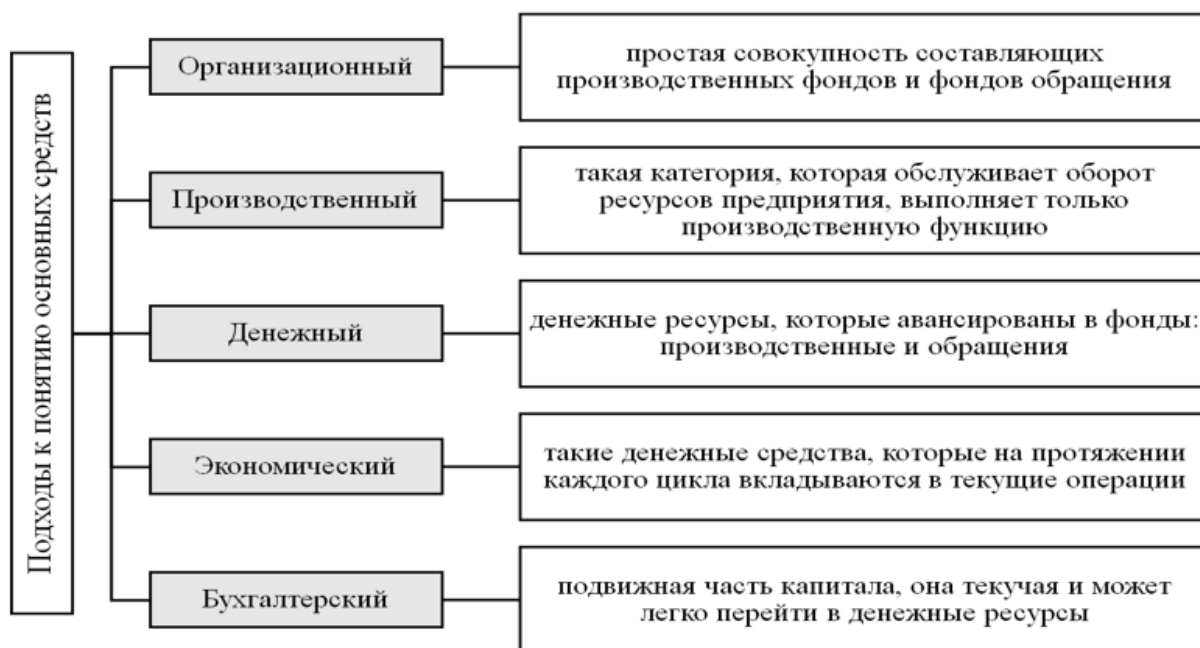 Подходы к понятию основных средств
Организационный
простая совокупность составляющих
производственных фондов и фондов обращения
Производственный
такая категория, которая обслуживает оборот
ресурсов предприятия, выполняет только
производственную функцию
Денежный
денежные ресурсы, которые авансированы в фонды:
производственные и обращения
Экономический
такие денежные средства, которые на протяжении
каждого цикла вкладываются в текущие операции
Бухгалтерский
подвижная часть капитала, она текучая и может
легко перейти в денежные ресурсы